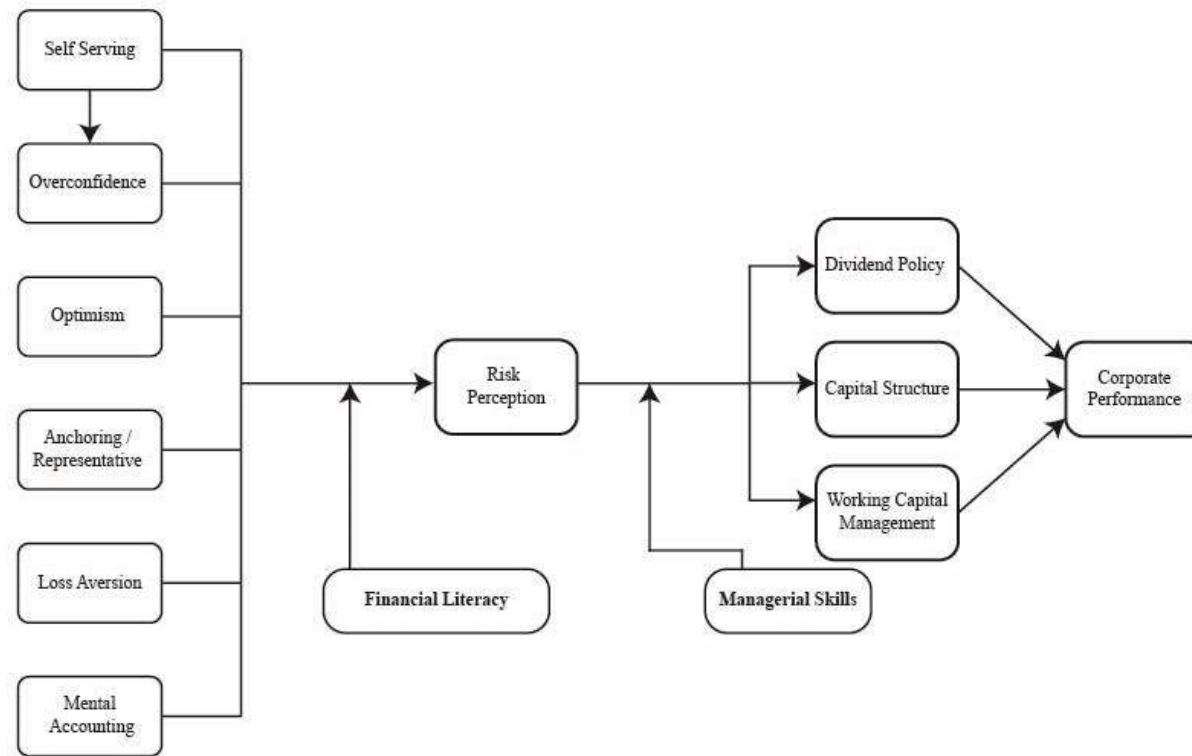 Self Serving
Overconfidence
Optimism
Anchoring /
Representative
Loss Aversion
Mental
Accounting
Risk
Perception
Financial Literacy
Managerial Skills
Dividend Policy
Capital Structure
Working Capital
Management
Corporate
Performance